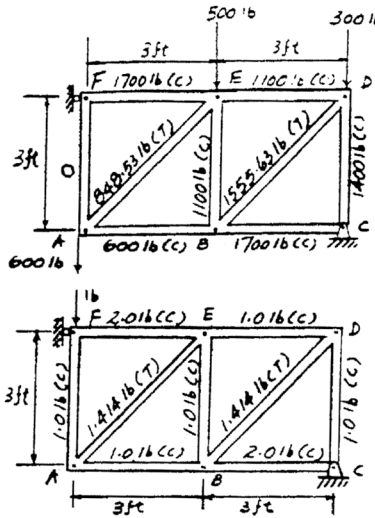 500 lb
300 lb
3ft
3ft
F 1700 lb (C) E 1100 lb (C) D
3ft
0
848.53 lb (T)
1100 lb (C)
1555.63 lb (T)
1400 lb (C)
A 600 lb (C) B 1700 lb (C) C
600 lb
1 lb
F 2.0 lb (C) E 1.0 lb (C) D
3ft
1.0 lb (C)
1.414 lb (T)
1.0 lb (C)
1.414 lb (T)
1.0 lb (C)
A 1.0 lb (C) B 2.0 lb (C) C
3ft
3ft